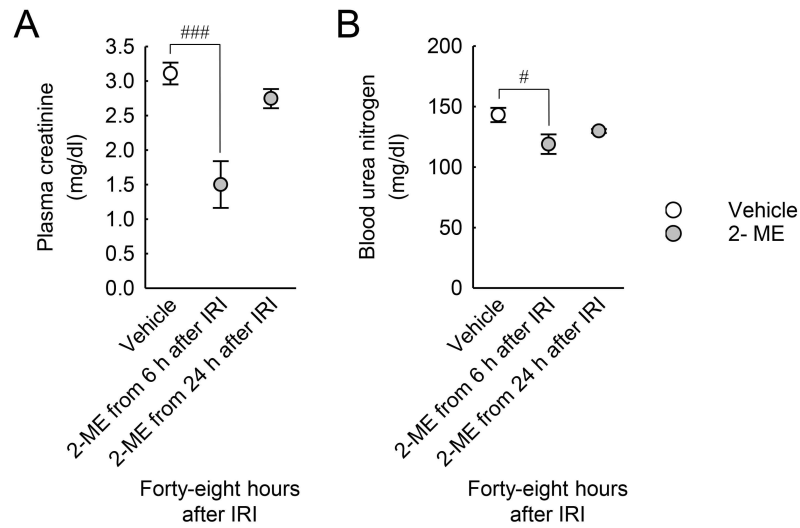 A
Plasma creatinine
(mg/dl)
3.5
3.0
2.5
2.0
1.5
1.0
0.5
0.0
###
Vehicle
2-ME from 6 h after IRI
2-ME from 24 h after IRI
Forty-eight hours
after IRI
B
Blood urea nitrogen
(mg/dl)
200
150
100
50
0
#
Vehicle
2-ME from 6 h after IRI
2-ME from 24 h after IRI
Forty-eight hours
after IRI
Vehicle
2- ME